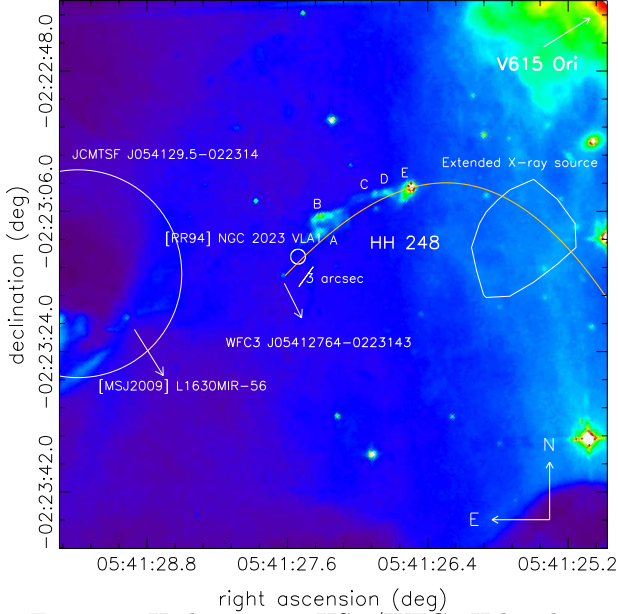 V615 Ori
-02:22:48.0
JCMTSF J054129.5-022314
Extended X-ray source
-02:23:06.0
E
D
C
B
[RR94] NGC 2023 VLA1
A
HH 248
3 arcsec
-02:23:24.0
WFC3 J05412764-0223143
[MSJ2009] L1630MIR-56
-02:23:42.0
N
E
declination (deg)
05:41:28.8 05:41:27.6 05:41:26.4 05:41:25.2
right ascension (deg)